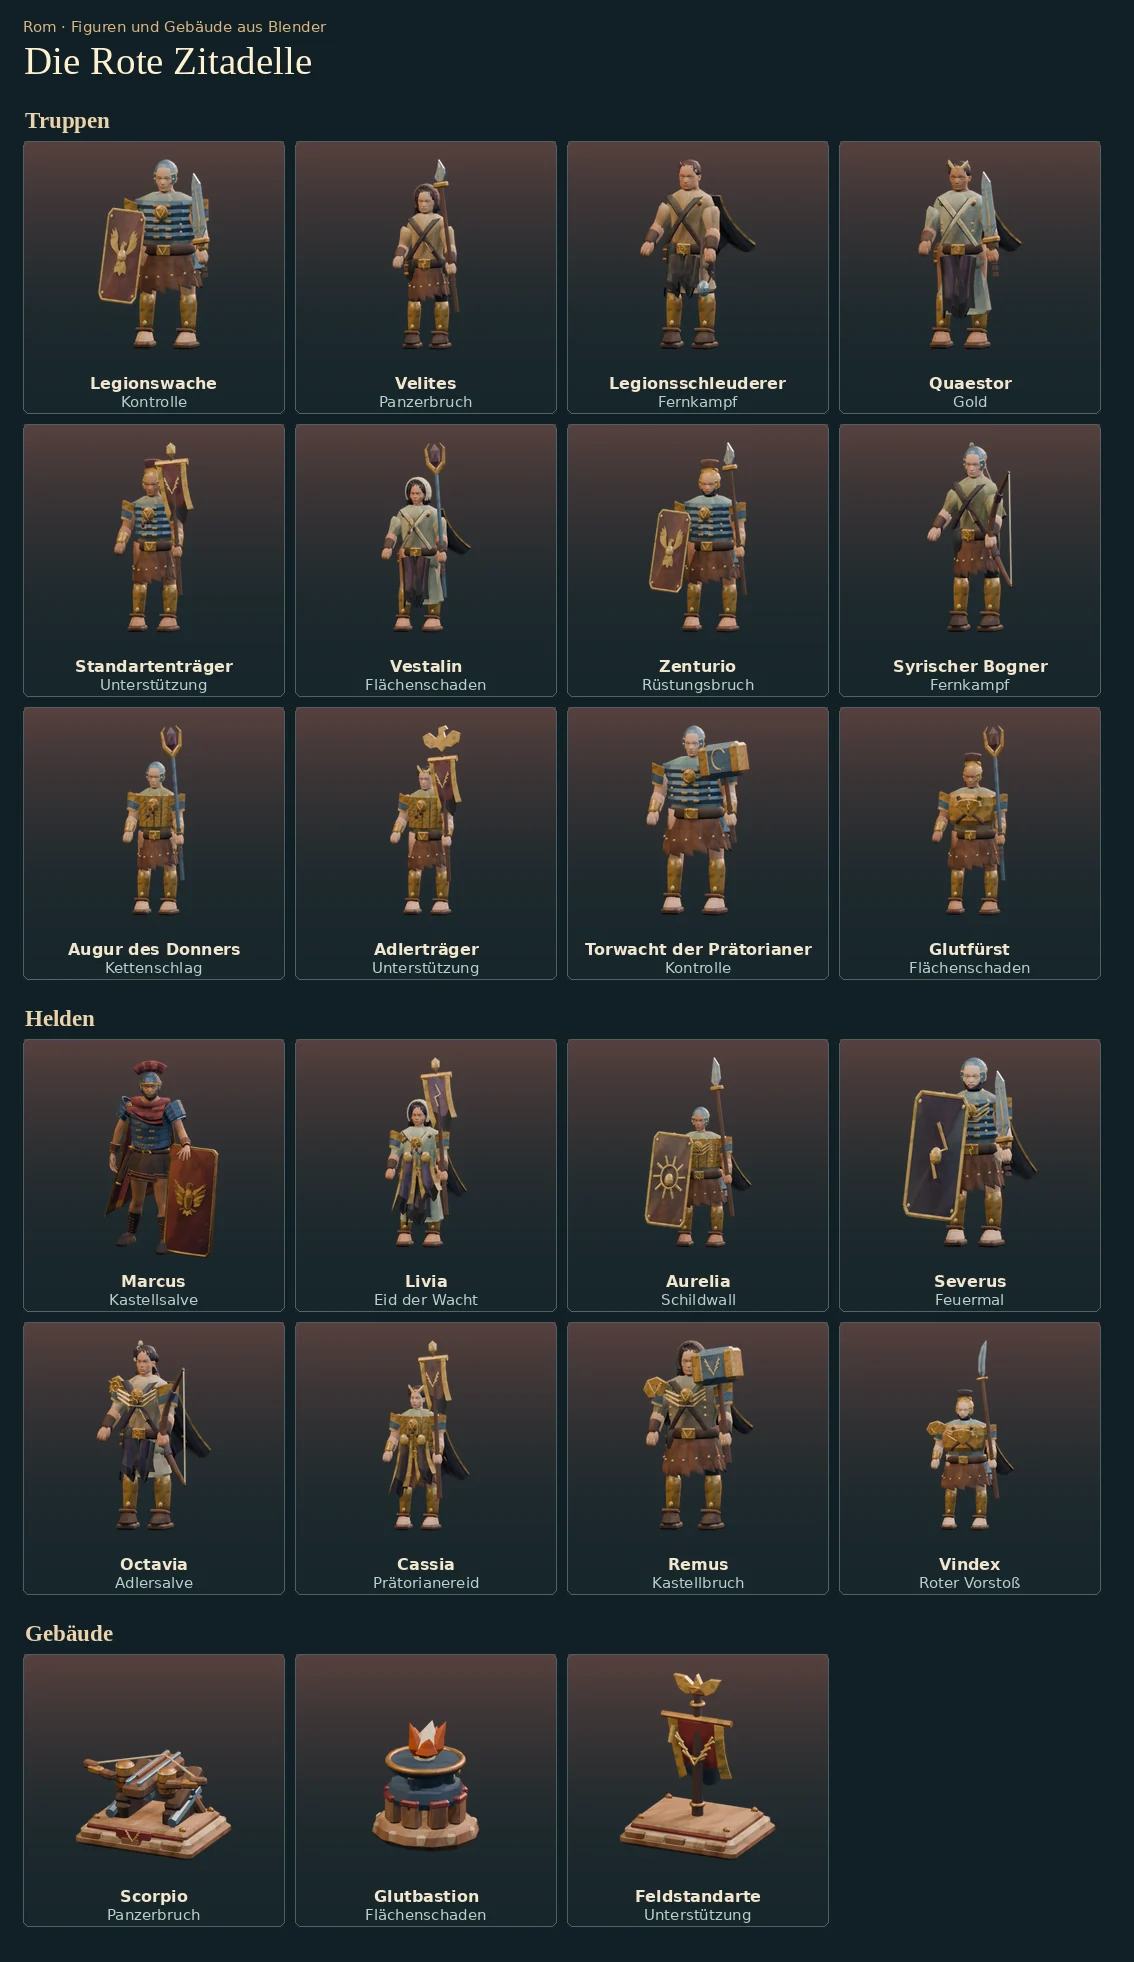 Rom · Figuren und Gebäude aus Blender
Die Rote Zitadelle
Truppen
Legionswache
Kontrolle
Velites
Panzerbruch
Legionsschleuderer
Fernkampf
Quaestor
Gold
Standartenträger
Unterstützung
Vestalin
Flächenschaden
Zenturio
Rüstungsbruch
Syrischer Bogner
Fernkampf
Augur des Donners
Kettenschlag
Adlerträger
Unterstützung
Torwacht der Prätorianer
Kontrolle
Glutfürst
Flächenschaden
Helden
Marcus
Kastellsalve
Livia
Eid der Wacht
Aurelia
Schildwall
Severus
Feuermal
Octavia
Adlersalve
Cassia
Prätorianereid
Remus
Kastellbruch
Vindex
Roter Vorstoß
Gebäude
Scorpio
Panzerbruch
Glutbastion
Flächenschaden
Feldstandarte
Unterstützung